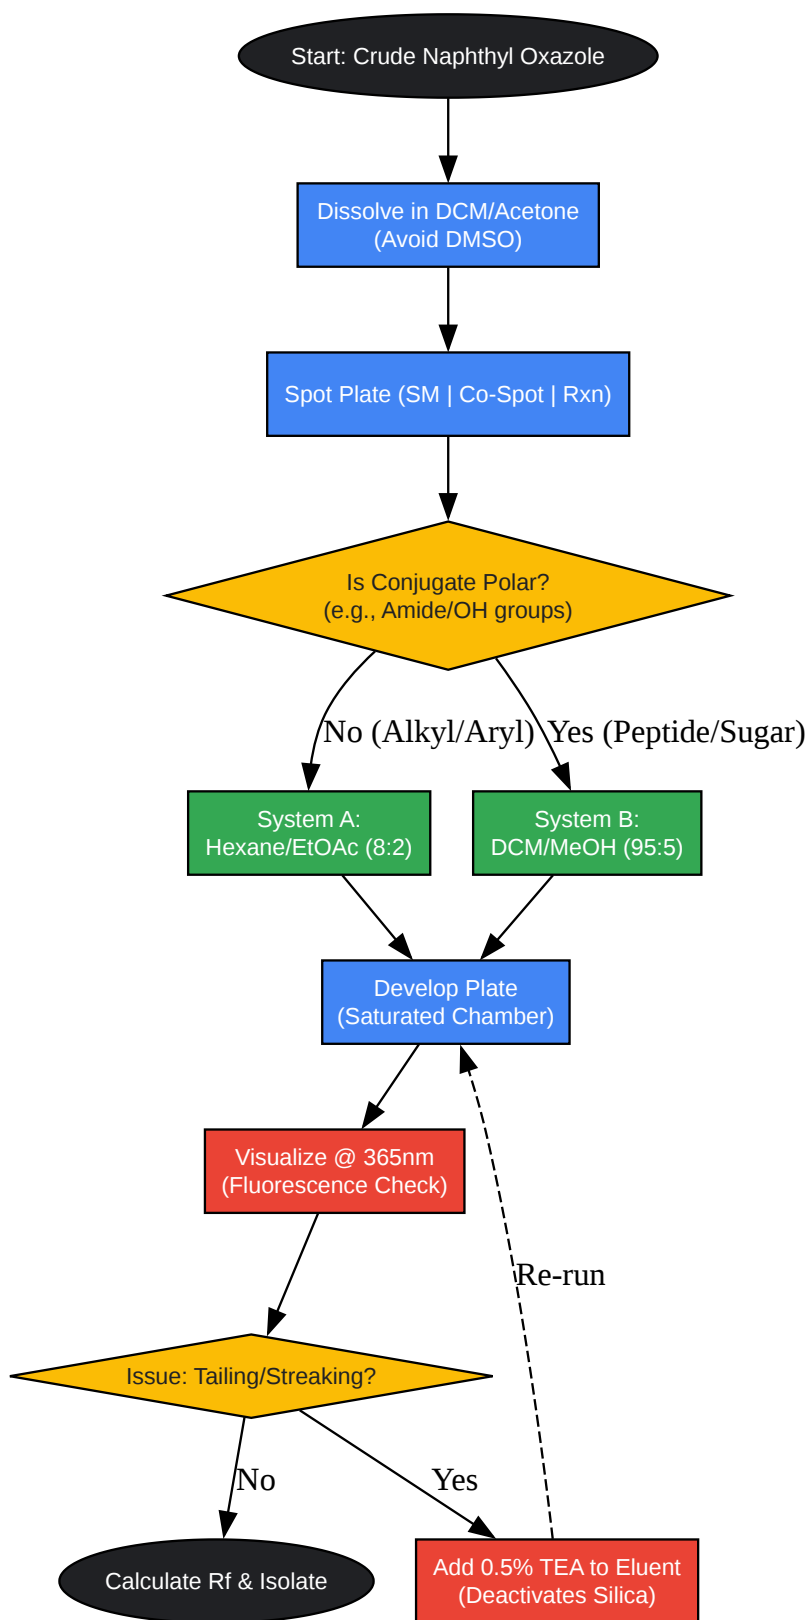 Start: Crude Naphthyl Oxazole
Dissolve in DCM/Acetone
(Avoid DMSO)
Spot Plate (SM | Co-Spot | Rxn)
Is Conjugate Polar?
(e.g., Amide/OH groups)
No (Alkyl/Aryl)
Yes (Peptide/Sugar)
System A:
Hexane/EtOAc (8:2)
System B:
DCM/MeOH (95:5)
Develop Plate
(Saturated Chamber)
Visualize @ 365nm
(Fluorescence Check)
Re-run
Issue: Tailing/Streaking?
No
Yes
Calculate Rf & Isolate
Add 0.5% TEA to Eluent
(Deactivates Silica)